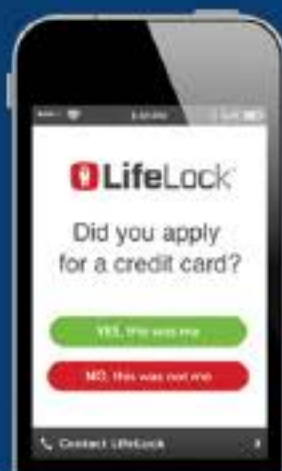 LifeLock
Did you apply
for a credit card?
YES, this was me
NO, this was not me
Contact LifeLock